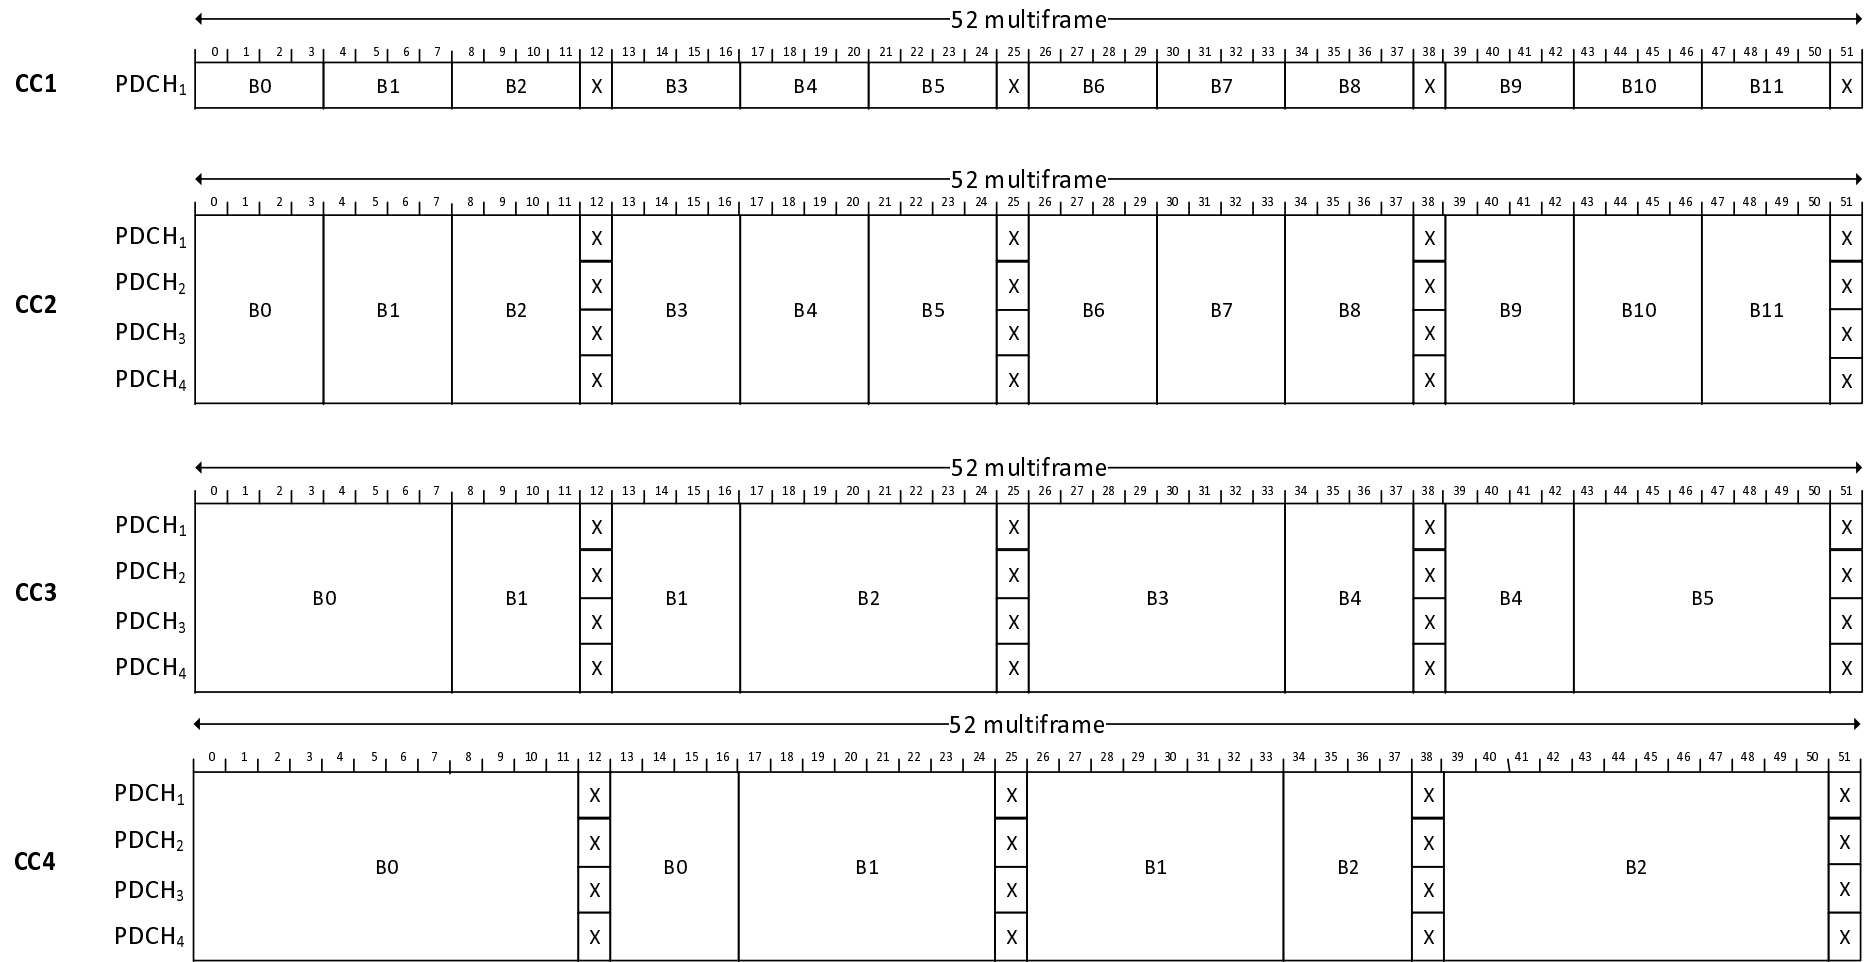 52 multiframe
0 1 2 3 4 5 6 7 8 9 10 11 12 13 14 15 16 17 18 19 20 21 22 23 24 25 26 27 28 29 30 31 32 33 34 35 36 37 38 39 40 41 42 43 44 45 46 47 48 49 50 51
CC1 PDCH1 B0 B1 B2 X B3 B4 B5 X B6 B7 B8 X B9 B10 B11 X
52 multiframe
0 1 2 3 4 5 6 7 8 9 10 11 12 13 14 15 16 17 18 19 20 21 22 23 24 25 26 27 28 29 30 31 32 33 34 35 36 37 38 39 40 41 42 43 44 45 46 47 48 49 50 51
PDCH1 X X X X
PDCH2 X X X X
CC2 B0 B1 B2 B3 B4 B5 B6 B7 B8 B9 B10 B11
PDCH3 X X X X
PDCH4 X X X X
52 multiframe
0 1 2 3 4 5 6 7 8 9 10 11 12 13 14 15 16 17 18 19 20 21 22 23 24 25 26 27 28 29 30 31 32 33 34 35 36 37 38 39 40 41 42 43 44 45 46 47 48 49 50 51
PDCH1 X X X X
PDCH2 X X X X
CC3 B0 B1 B1 B2 B3 B4 B4 B5
PDCH3 X X X X
PDCH4 X X X X
52 multiframe
0 1 2 3 4 5 6 7 8 9 10 11 12 13 14 15 16 17 18 19 20 21 22 23 24 25 26 27 28 29 30 31 32 33 34 35 36 37 38 39 40 41 42 43 44 45 46 47 48 49 50 51
PDCH1 X X X X
PDCH2 X X X X
CC4 B0 B0 B1 B1 B2 B2
PDCH3 X X X X
PDCH4 X X X X